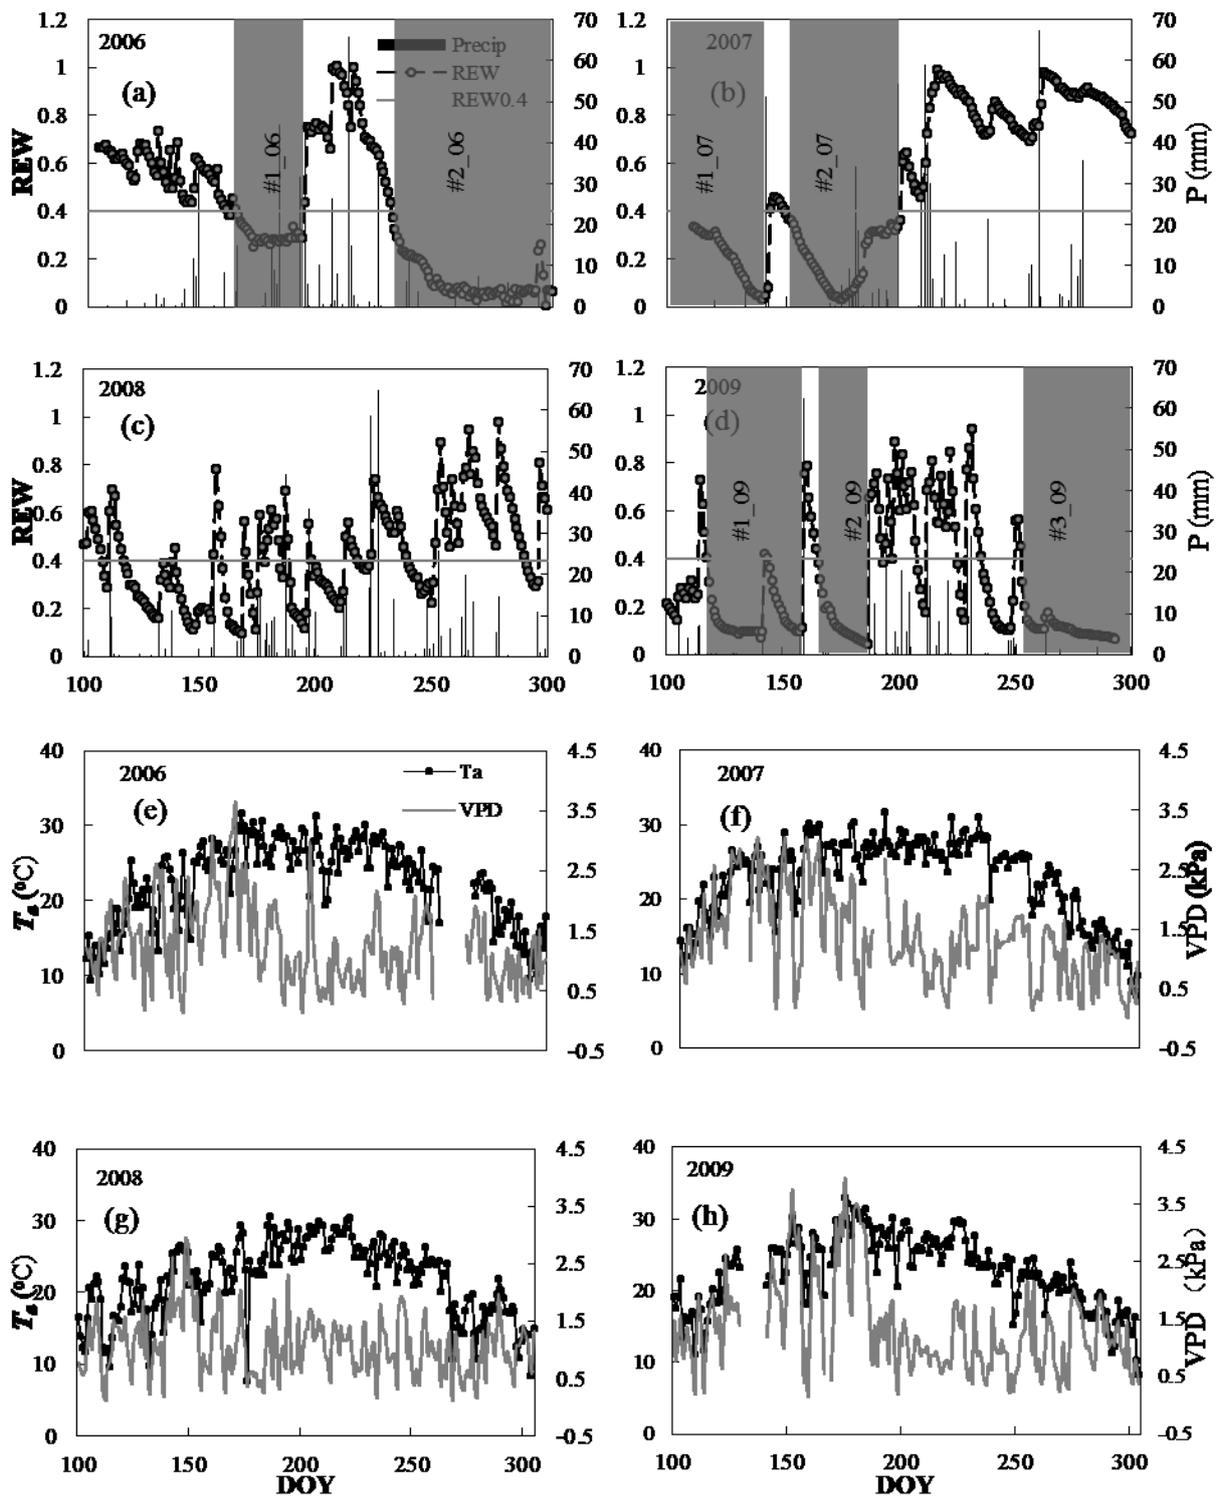 1.2 70 1.2 70
2006 Precip 2007
1 60 1 60
REW
(a) REW0.4 (b)
0.8 50 0.8 50
REW 0.6 40 0.6 40 P (mm)
#1_06 #2_06 #1_07 #2_07
30 30
0.4 20 0.4 20
0.2 10 0.2 10
0 0 0 0
1.2 70 1.2 70
2008 2009
1 60 1 60
(c) (d)
0.8 50 0.8 50
REW 0.6 40 0.6 40 P (mm)
#1_09 #2_09 #3_09
30 30
0.4 20 0.4 20
0.2 10 0.2 10
0 0 0 0
100 150 200 250 300 100 150 200 250 300
40 4.5 40 4.5
2006 Ta 2007
(e) VPD 3.5 (f) 3.5
30 30
Ta (ºC) 2.5 2.5 VPD (kPa)
20 20
1.5 1.5
10 10
0.5 0.5
0 -0.5 0 -0.5
40 4.5 40 4.5
2008 2009
(g) 3.5 (h) 3.5
30 30
Ta (ºC) 2.5 2.5 VPD (kPa)
20 20
1.5 1.5
10 10
0.5 0.5
0 -0.5 0 -0.5
100 150 200 250 300 100 150 200 250 300
DOY DOY